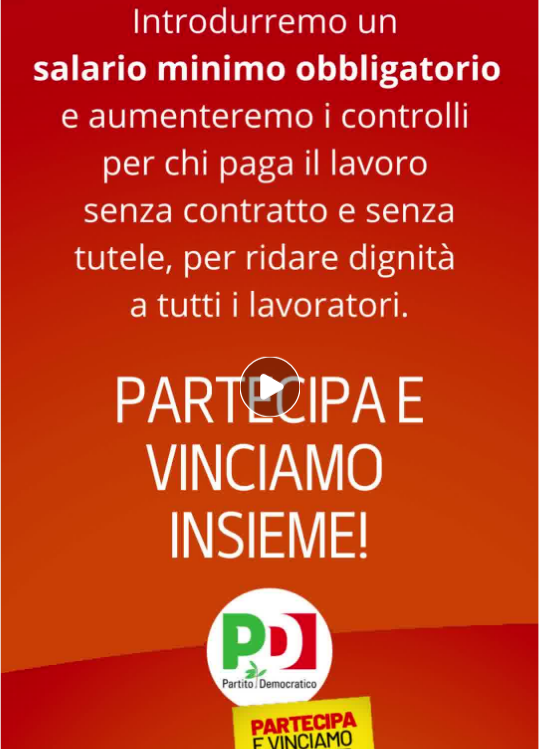 Introdurremo un
salario minimo obbligatorio
e aumenteremo i controlli
per chi paga il lavoro
senza contratto e senza
tutele, per ridare dignità
a tutti i lavoratori.
PARTECIPA E
VINCIAMO
INSIEME!
PD
Partito Democratico
PARTECIPA
E VINCIAMO